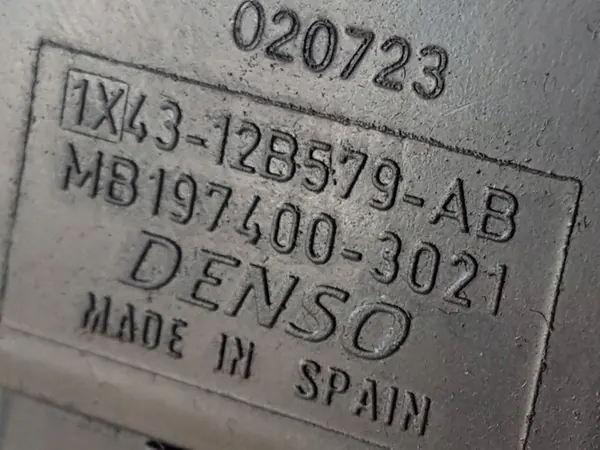 020723
1X43-12B579-AB
MB197400-3021
DENSO
MADE IN SPAIN